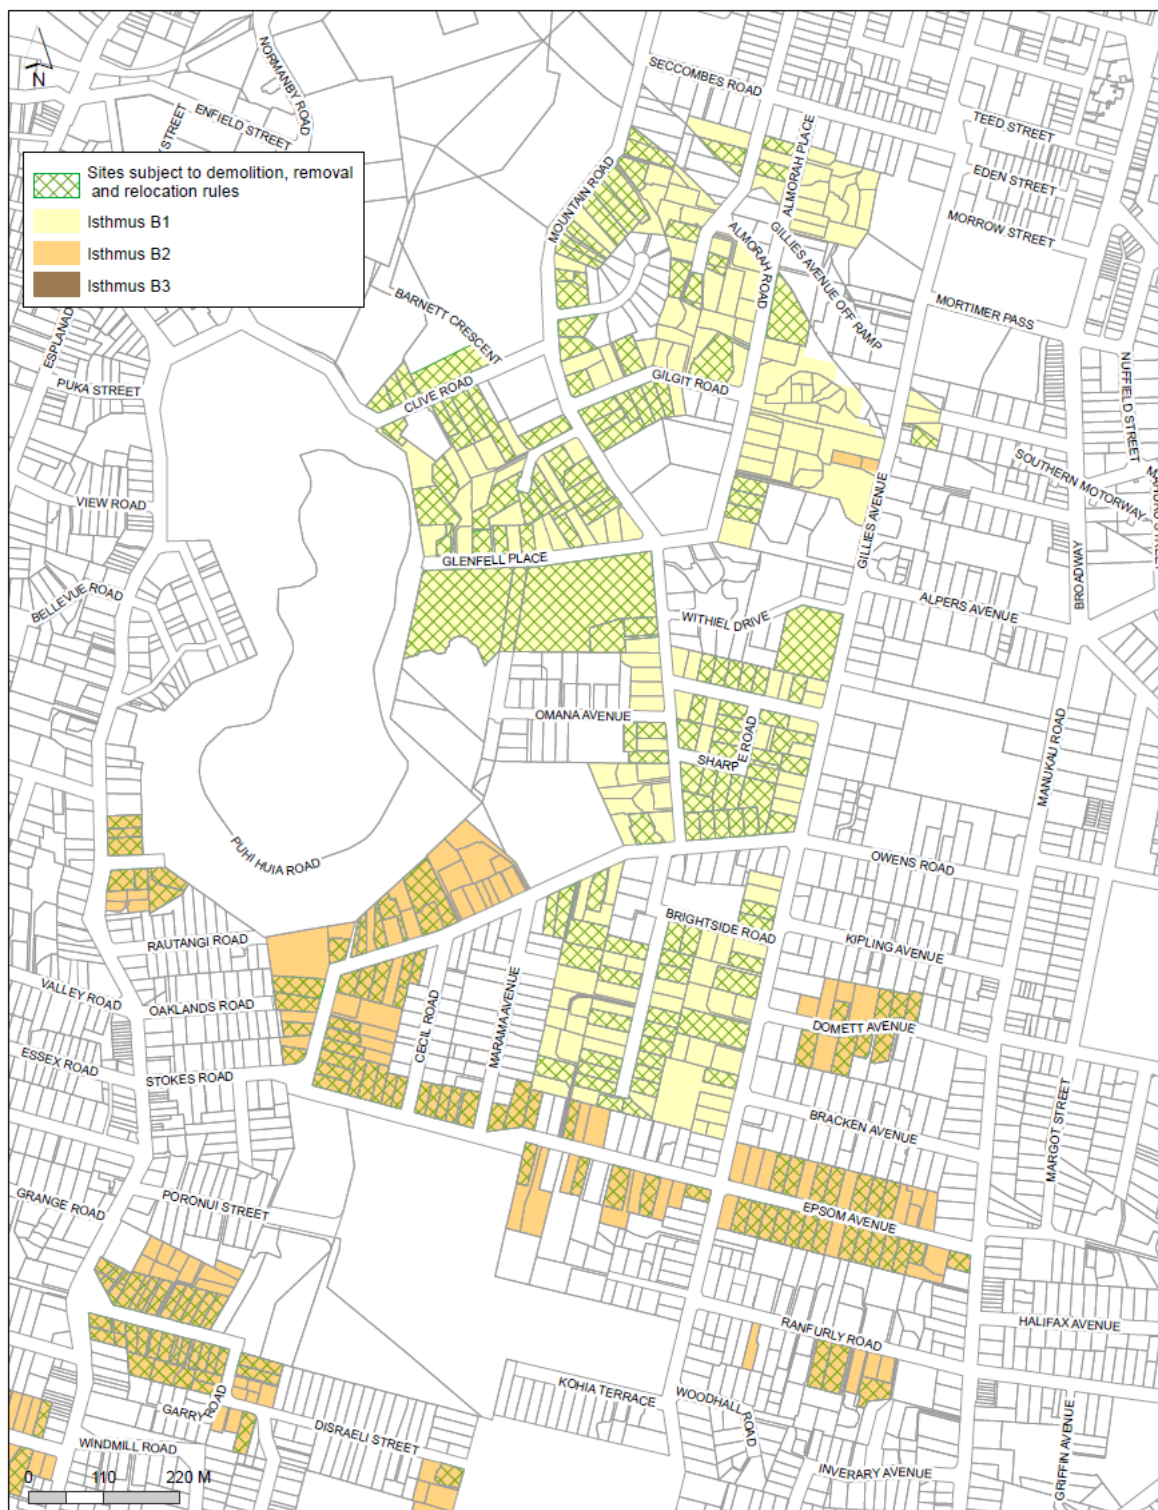 NORMANBY ROAD
SECCOMBES ROAD
N
ENFIELD STREET
STREET
TEED STREET
ALMORAH PLACE
Sites subject to demolition, removal
and relocation rules
Isthmus B1
Isthmus B2
Isthmus B3
EDEN STREET
MOUNTAIN ROAD
MORROW STREET
ALMORAH ROAD
GILLIES AVENUE OFF RAMP
BARNETT CRESCENT
MORTIMER PASS
ESPLANAD
PUKA STREET
CLIVE ROAD
GILGIT ROAD
NUFFIELD STREET
SOUTHERN MOTORWAY
VIEW ROAD
GILLIES AVENUE
BROADWAY
GLENFELL PLACE
BELLEVUE ROAD
ALPERS AVENUE
WITHIEL DRIVE
OMANA AVENUE
SHARP
E ROAD
MANUKAU ROAD
PUHI HUIA ROAD
OWENS ROAD
BRIGHTSIDE ROAD
RAUTANGI ROAD
KIPLING AVENUE
VALLEY ROAD
OAKLANDS ROAD
CECIL ROAD
MARAMA AVENUE
DOMETT AVENUE
ESSEX ROAD
STOKES ROAD
BRACKEN AVENUE
MARGOT STREET
GRANGE ROAD
PORONUI STREET
EPSOM AVENUE
RANFURLY ROAD
HALIFAX AVENUE
KOHIA TERRACE
WOODHALL ROAD
GARRY ROAD
DISRAELI STREET
GRIFFIN AVENUE
WINDMILL ROAD
INVERARY AVENUE
0 110 220 M